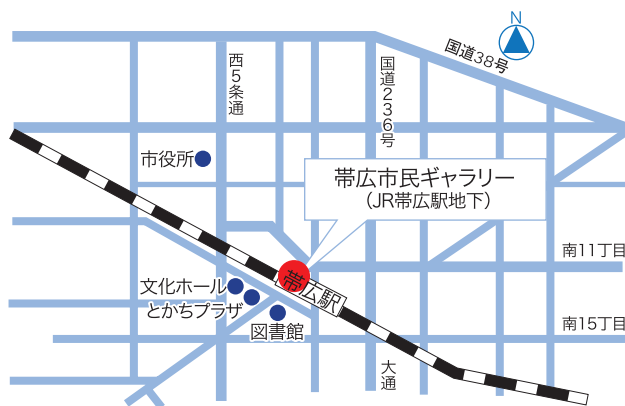 N
国道38号
西5条通
国道236号
市役所
帯広市民ギャラリー
(JR帯広駅地下)
南11丁目
帯広駅
文化ホール
とかちプラザ
図書館
南15丁目
大通